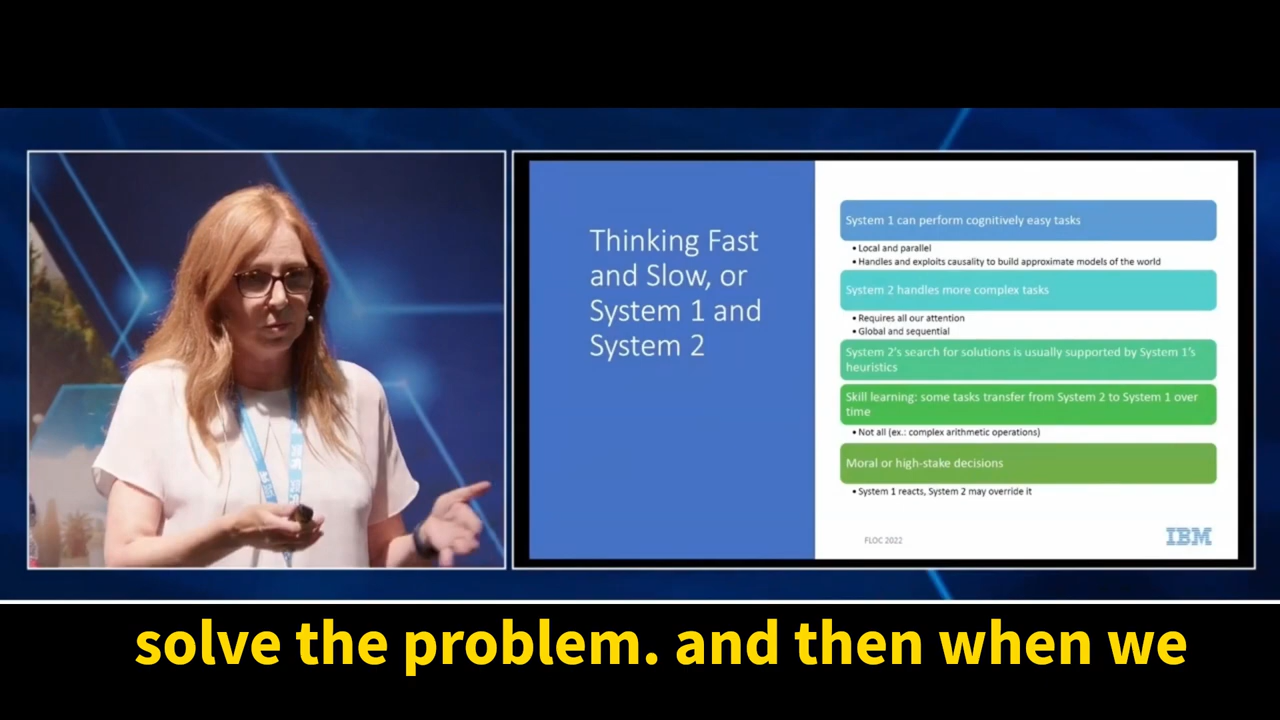 Thinking Fast
and Slow, or
System 1 and
System 2
System 1 can perform cognitively easy tasks
• Local and parallel
• Handles and exploits causality to build approximate models of the world
System 2 handles more complex tasks
• Requires all our attention
• Global and sequential
System 2's search for solutions is usually supported by System 1's
heuristics
Skill learning: some tasks transfer from System 2 to System 1 over
time
• Not all (ex.: complex arithmetic operations)
Moral or high-stake decisions
• System 1 reacts, System 2 may override it
FLOC 2022
IBM
solve the problem. and then when we